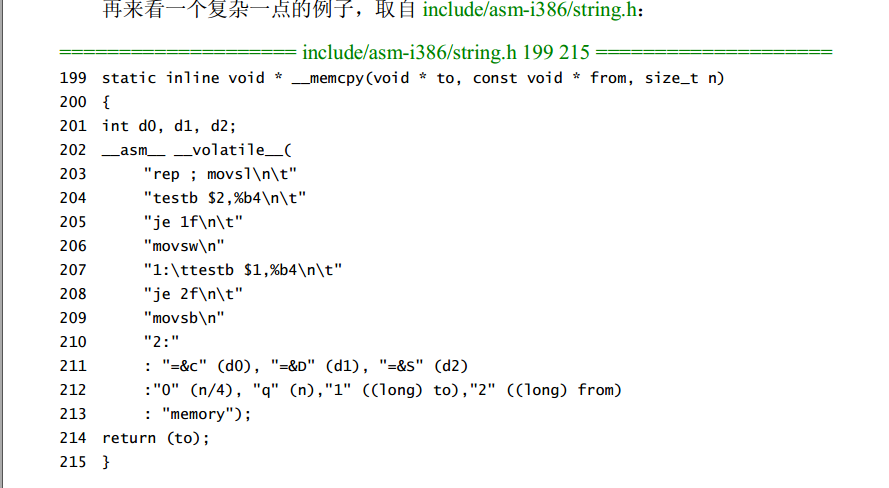 再来看一个复杂一点的例子，取自 include/asm-i386/string.h：
==================== include/asm-i386/string.h 199 215 ====================
199 static inline void * __memcpy(void * to, const void * from, size_t n)
200 {
201 int d0, d1, d2;
202 __asm__ __volatile__(
203 "rep ; movsl\n\t"
204 "testb $2,%b4\n\t"
205 "je 1f\n\t"
206 "movsw\n"
207 "1:\ttestb $1,%b4\n\t"
208 "je 2f\n\t"
209 "movsb\n"
210 "2:"
211 : "=&c" (d0), "=&D" (d1), "=&S" (d2)
212 :"0" (n/4), "q" (n),"1" ((long) to),"2" ((long) from)
213 : "memory");
214 return (to);
215 }